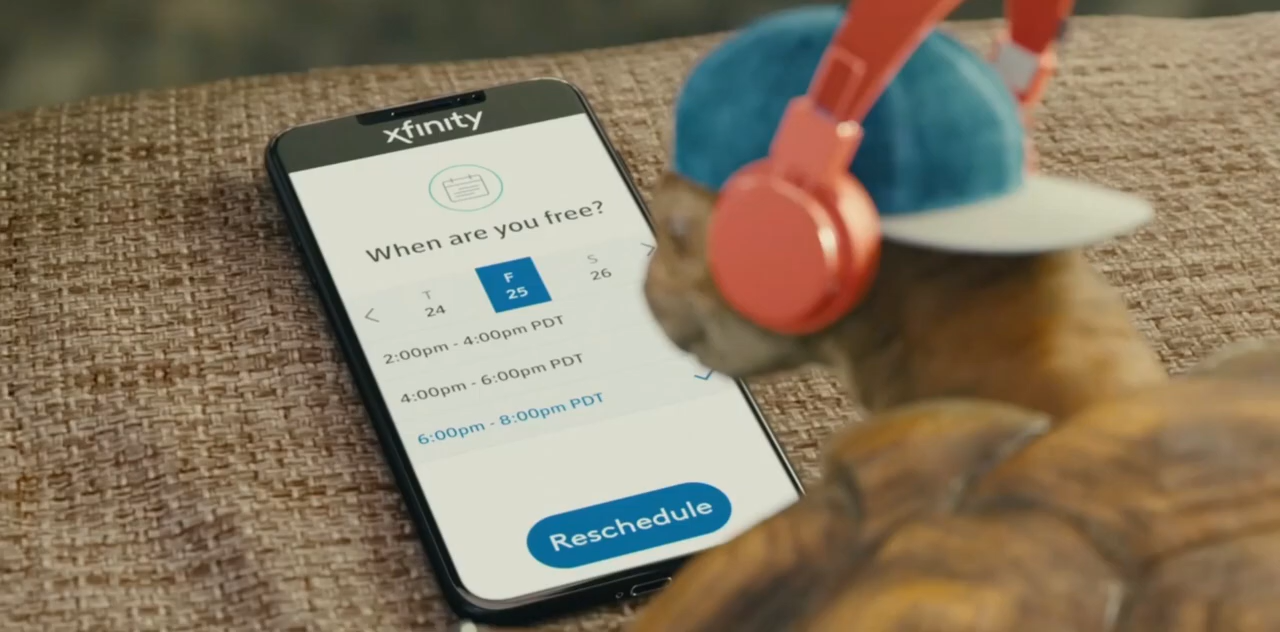 xfinity
When are you free?
T F S
24 25 26
2:00pm - 4:00pm PDT
4:00pm - 6:00pm PDT
6:00pm - 8:00pm PDT
Reschedule